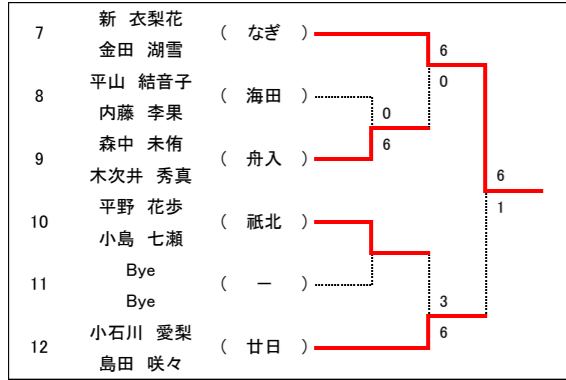 7 新 衣梨花 金田 湖雪 ( なぎ )
8 平山 結音子 内藤 李果 ( 海田 )
9 森中 未侑 木次井 秀真 ( 舟入 )
10 平野 花歩 小島 七瀬 ( 祇北 )
11 Bye Bye ( ー )
12 小石川 愛梨 島田 咲々 ( 廿日 )
6
0
0
6
6
1
3
6